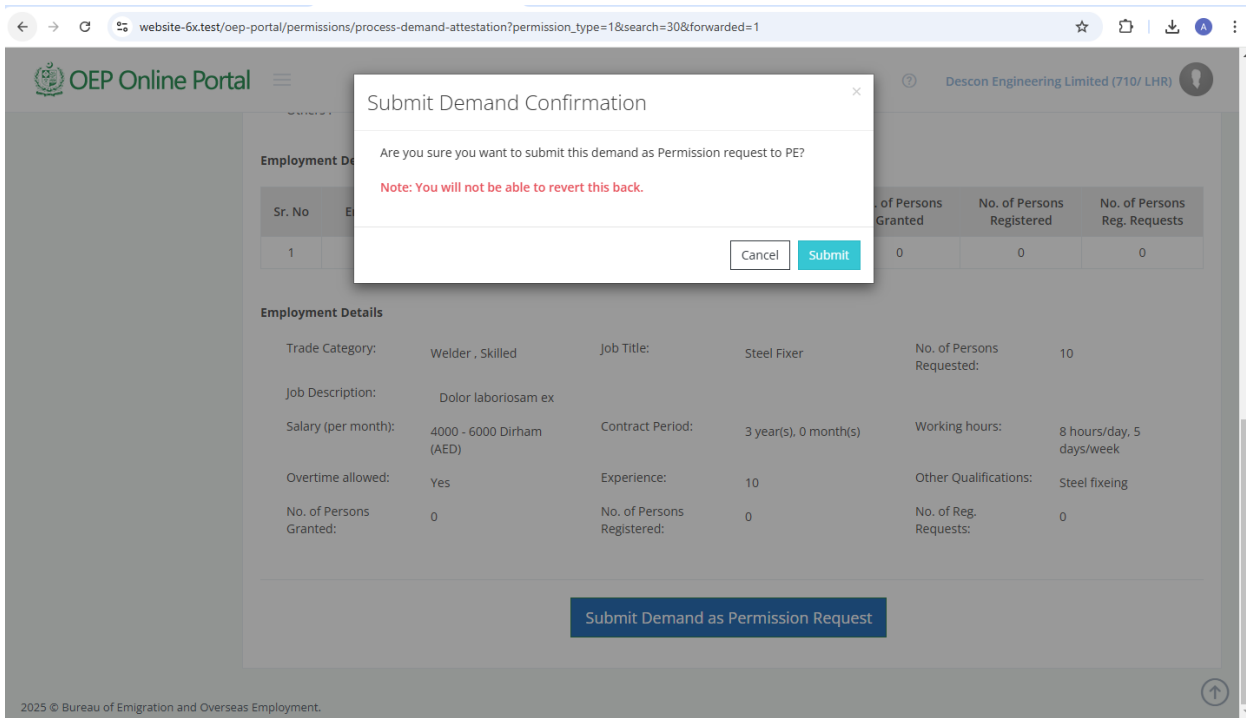 website-6x.test/oep-portal/permissions/process-demand-attestation?permission_type=1&search=30&forwarded=1
A
OEP Online Portal
Descon Engineering Limited (710/ LHR)
Submit Demand Confirmation
×
Are you sure you want to submit this demand as Permission request to PE?
Note: You will not be able to revert this back.
Cancel Submit
Employment De
Sr. No
of Persons Granted
No. of Persons Registered
No. of Persons Reg. Requests
1 0 0 0
Employment Details
Trade Category: Welder , Skilled Job Title: Steel Fixer No. of Persons Requested: 10
Job Description: Dolor laboriosam ex
Salary (per month): 4000 - 6000 Dirham (AED) Contract Period: 3 year(s), 0 month(s) Working hours: 8 hours/day, 5 days/week
Overtime allowed: Yes Experience: 10 Other Qualifications: Steel fixeing
No. of Persons Granted: 0 No. of Persons Registered: 0 No. of Reg. Requests: 0
Submit Demand as Permission Request
2025 © Bureau of Emigration and Overseas Employment.